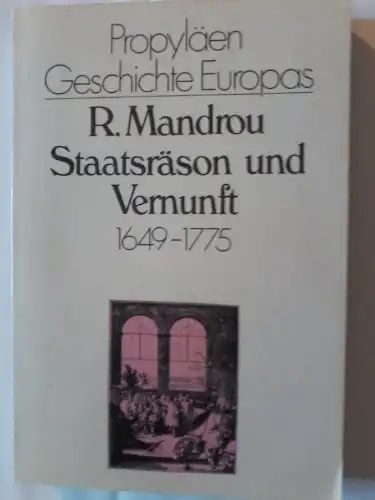 Propyläen
Geschichte Europas
R. Mandrou
Staatsräson und
Vernunft
1649-1775